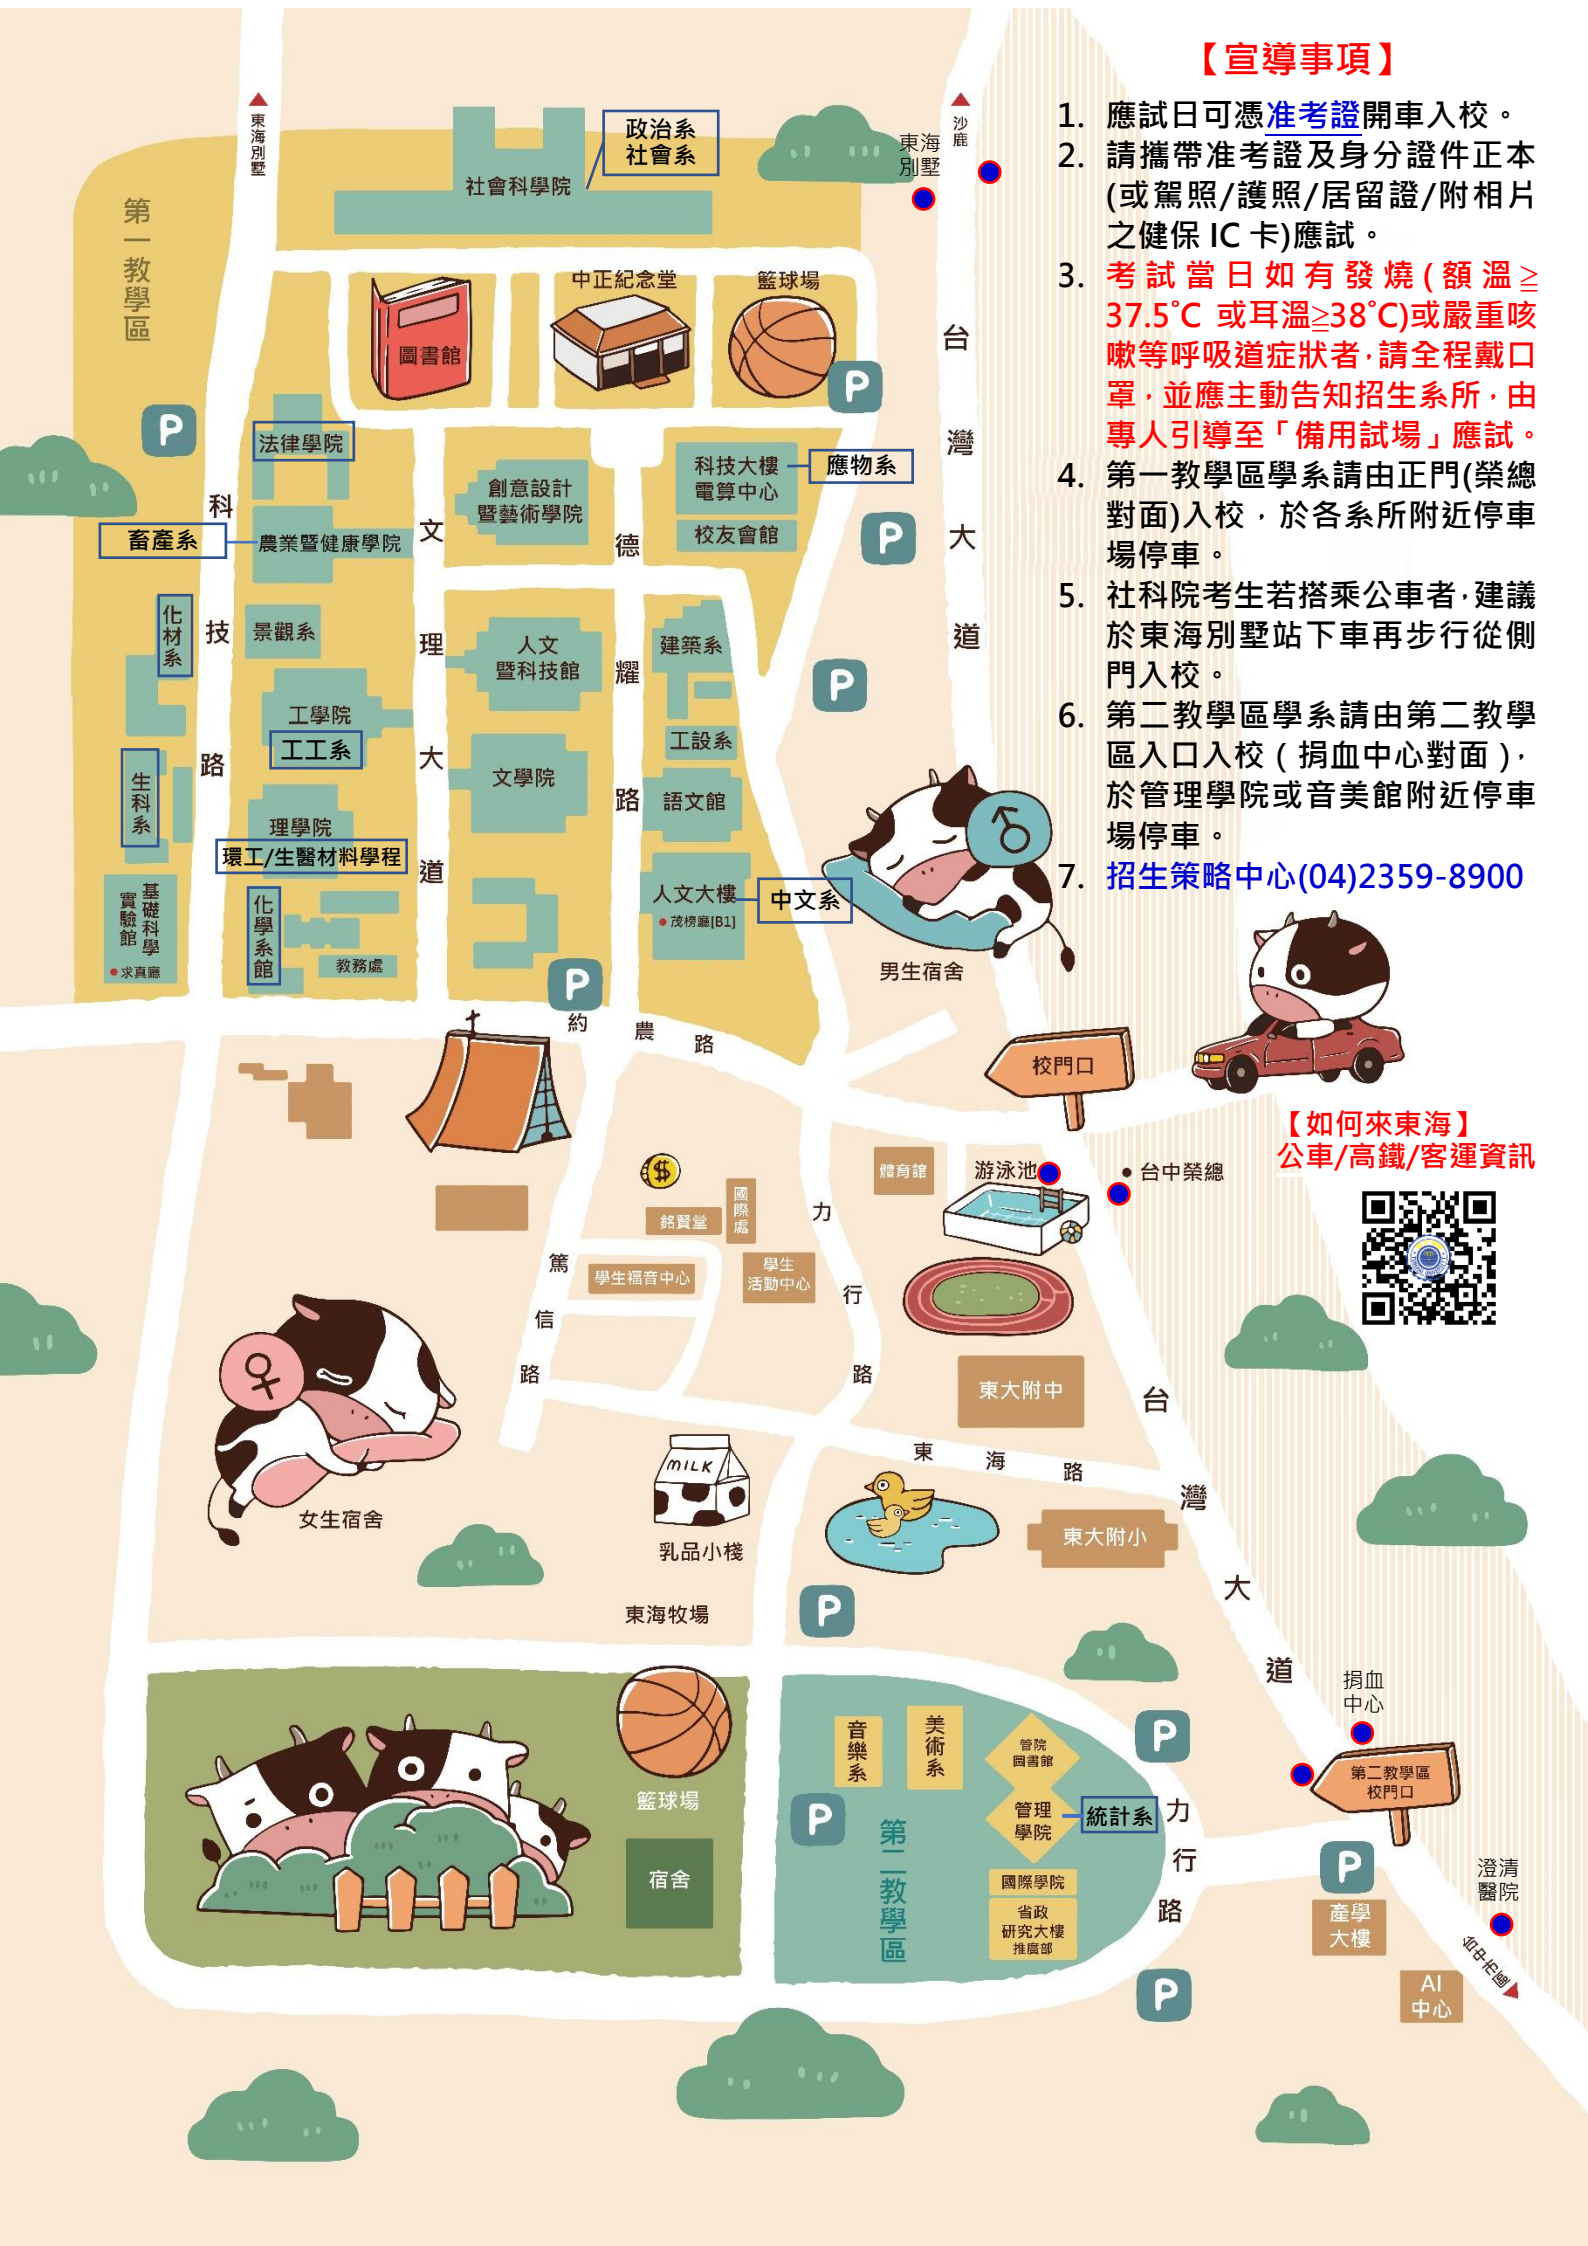 【宣導事項】
1. 應試日可憑准考證開車入校。
2. 請攜帶准考證及身分證件正本
(或駕照/護照/居留證/附相片
之健保 IC 卡)應試。
3. 考試當日如有發燒(額溫≧
37.5°C 或耳溫≧38°C)或嚴重咳
嗽等呼吸道症狀者,請全程戴口
罩,並應主動告知招生系所,由
專人引導至「備用試場」應試。
4. 第一教學區學系請由正門(榮總
對面)入校,於各系所附近停車
場停車。
5. 社科院考生若搭乘公車者,建議
於東海別墅站下車再步行從側
門入校。
6. 第二教學區學系請由第二教學
區入口入校(捐血中心對面),
於管理學院或音美館附近停車
場停車。
7. 招生策略中心(04)2359-8900
東海別墅
政治系
社會系
社會科學院
沙鹿
東海
別墅
第一教學區
圖書館
中正紀念堂
籃球場
P
P
法律學院
科技大樓
電算中心
應物系
創意設計
暨藝術學院
校友會館
P
畜產系
農業暨健康學院
科技路
文理大道
德耀路
台灣大道
化材系
景觀系
人文
暨科技館
建築系
P
工學院
工工系
工設系
生科系
文學院
語文館
理學院
環工/生醫材料學程
基礎科學
實驗館
求真廳
化學系館
教務處
人文大樓
茂榜廳[B1]
中文系
男生宿舍
P
約農路
校門口
【如何來東海】
公車/高鐵/客運資訊
體育館
游泳池
台中榮總
$
國際處
銘賢堂
學生福音中心
學生
活動中心
力行路
篤信路
東大附中
台灣大道
東海路
MILK
女生宿舍
乳品小棧
東大附小
東海牧場
P
捐血
中心
籃球場
宿舍
音樂系
美術系
管院
圖書館
管理
學院
統計系
P
P
第二教學區
力行路
國際學院
省政
研究大樓
推廣部
第二教學區
校門口
P
澄清
醫院
產學
大樓
台中市區
P
AI
中心